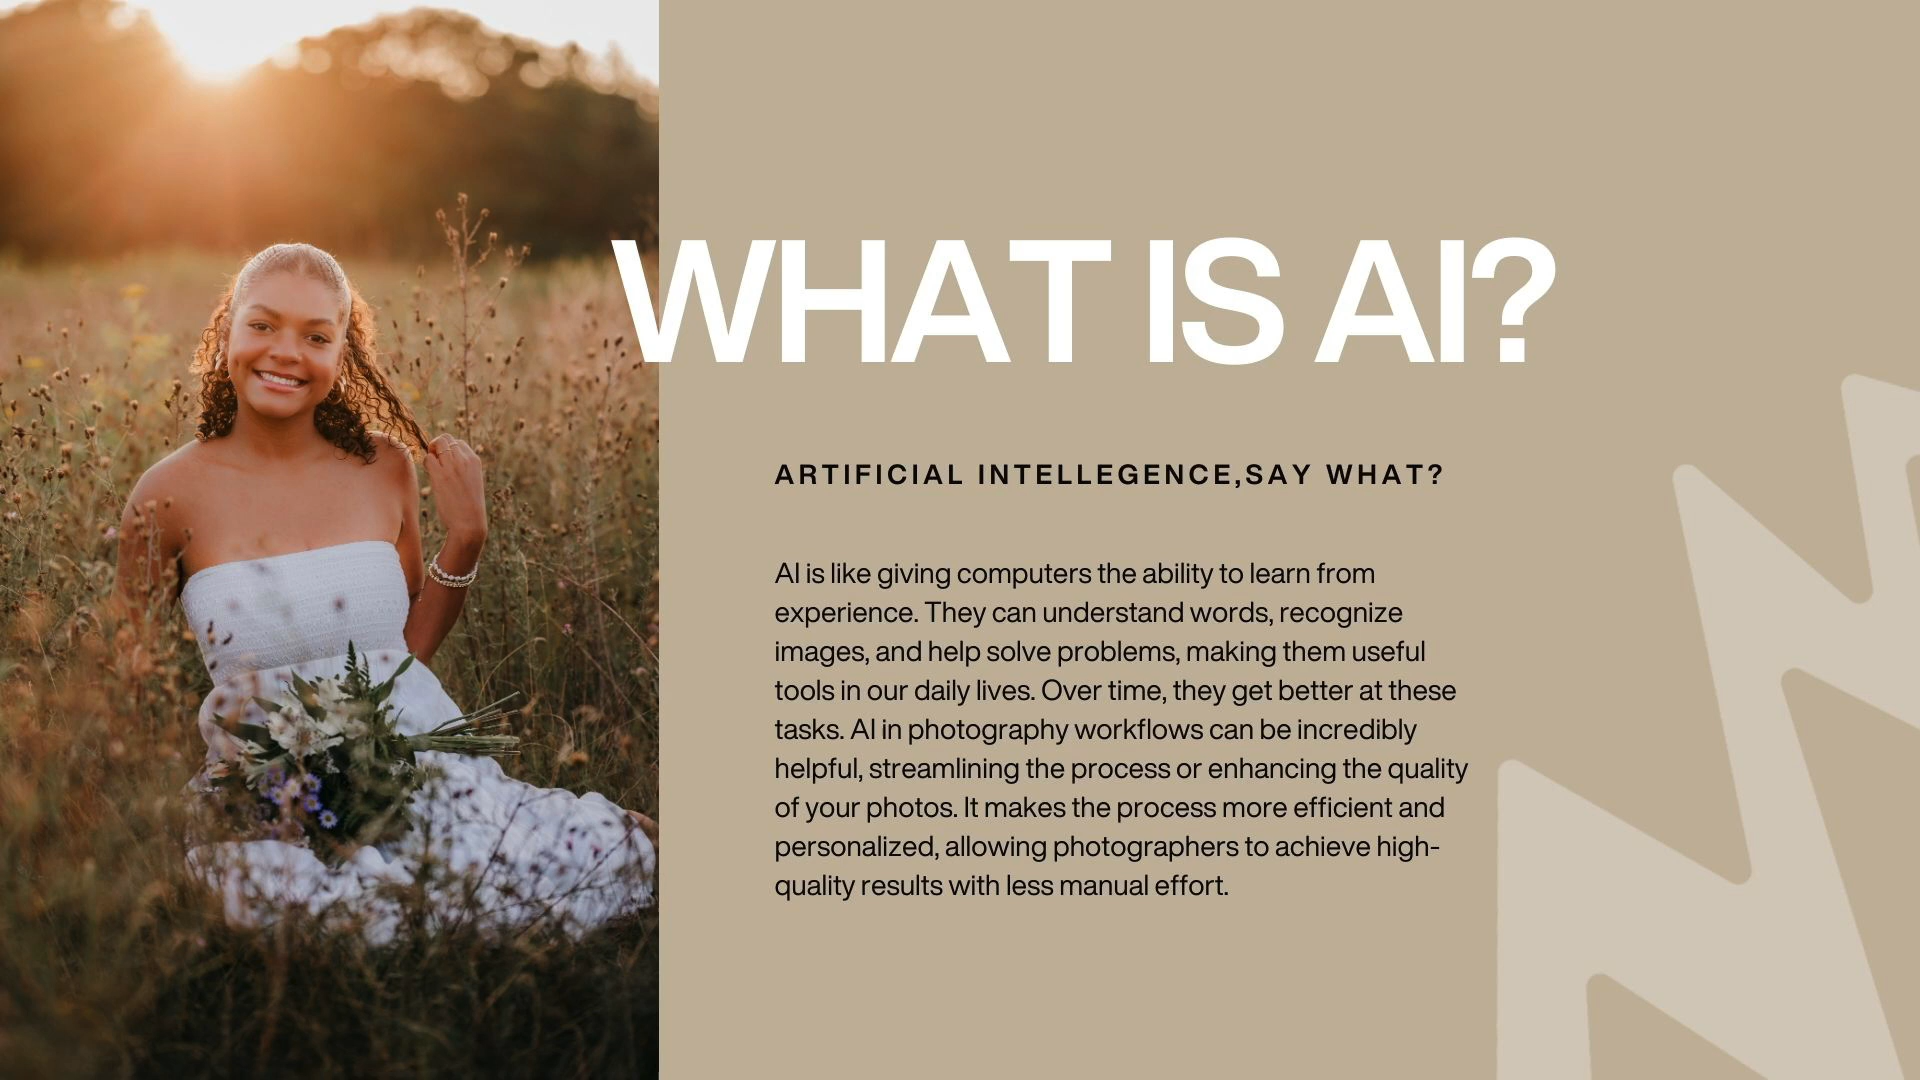 WHAT IS AI?
ARTIFICIAL INTELLEGENCE,SAY WHAT?
AI is like giving computers the ability to learn from
experience. They can understand words, recognize
images, and help solve problems, making them useful
tools in our daily lives. Over time, they get better at these
tasks. AI in photography workflows can be incredibly
helpful, streamlining the process or enhancing the quality
of your photos. It makes the process more efficient and
personalized, allowing photographers to achieve high-
quality results with less manual effort.